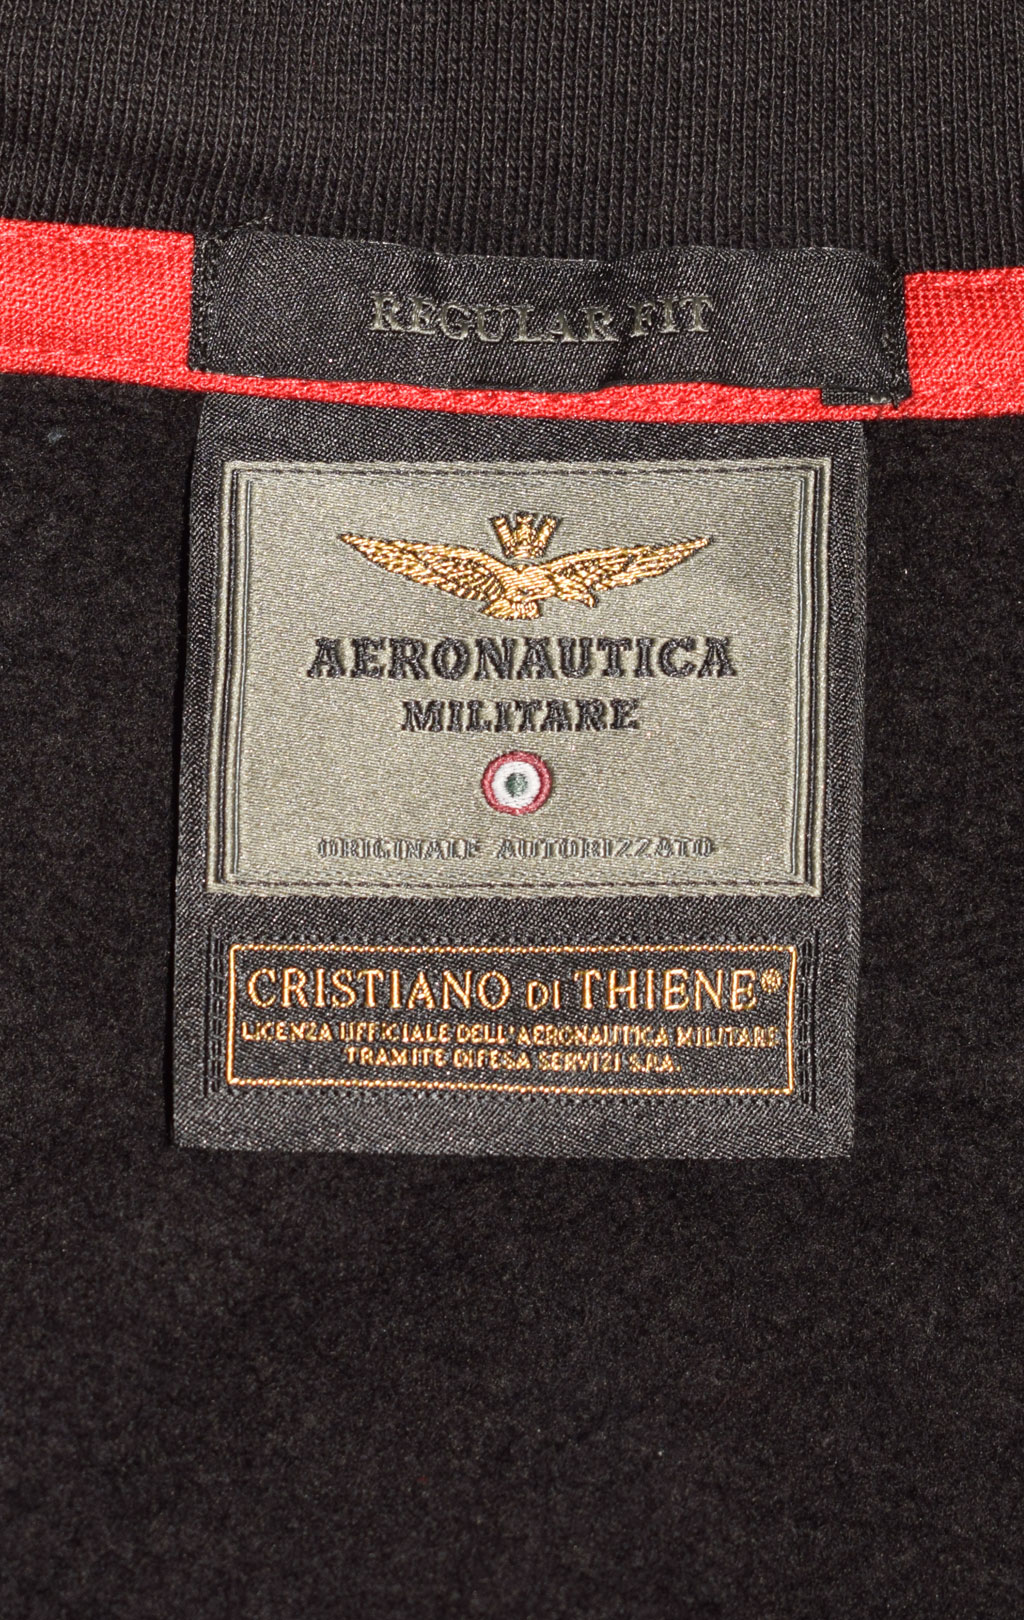 REGULAR FIT
AERONAUTICA
MILITARE
ORIGINALE AUTORIZZATO
CRISTIANO DI THIENE®
LICENZA UFFICIALE DELL'AERONAUTICA MILITARE
TRAMITE DIFESA SERVIZI S.P.A.